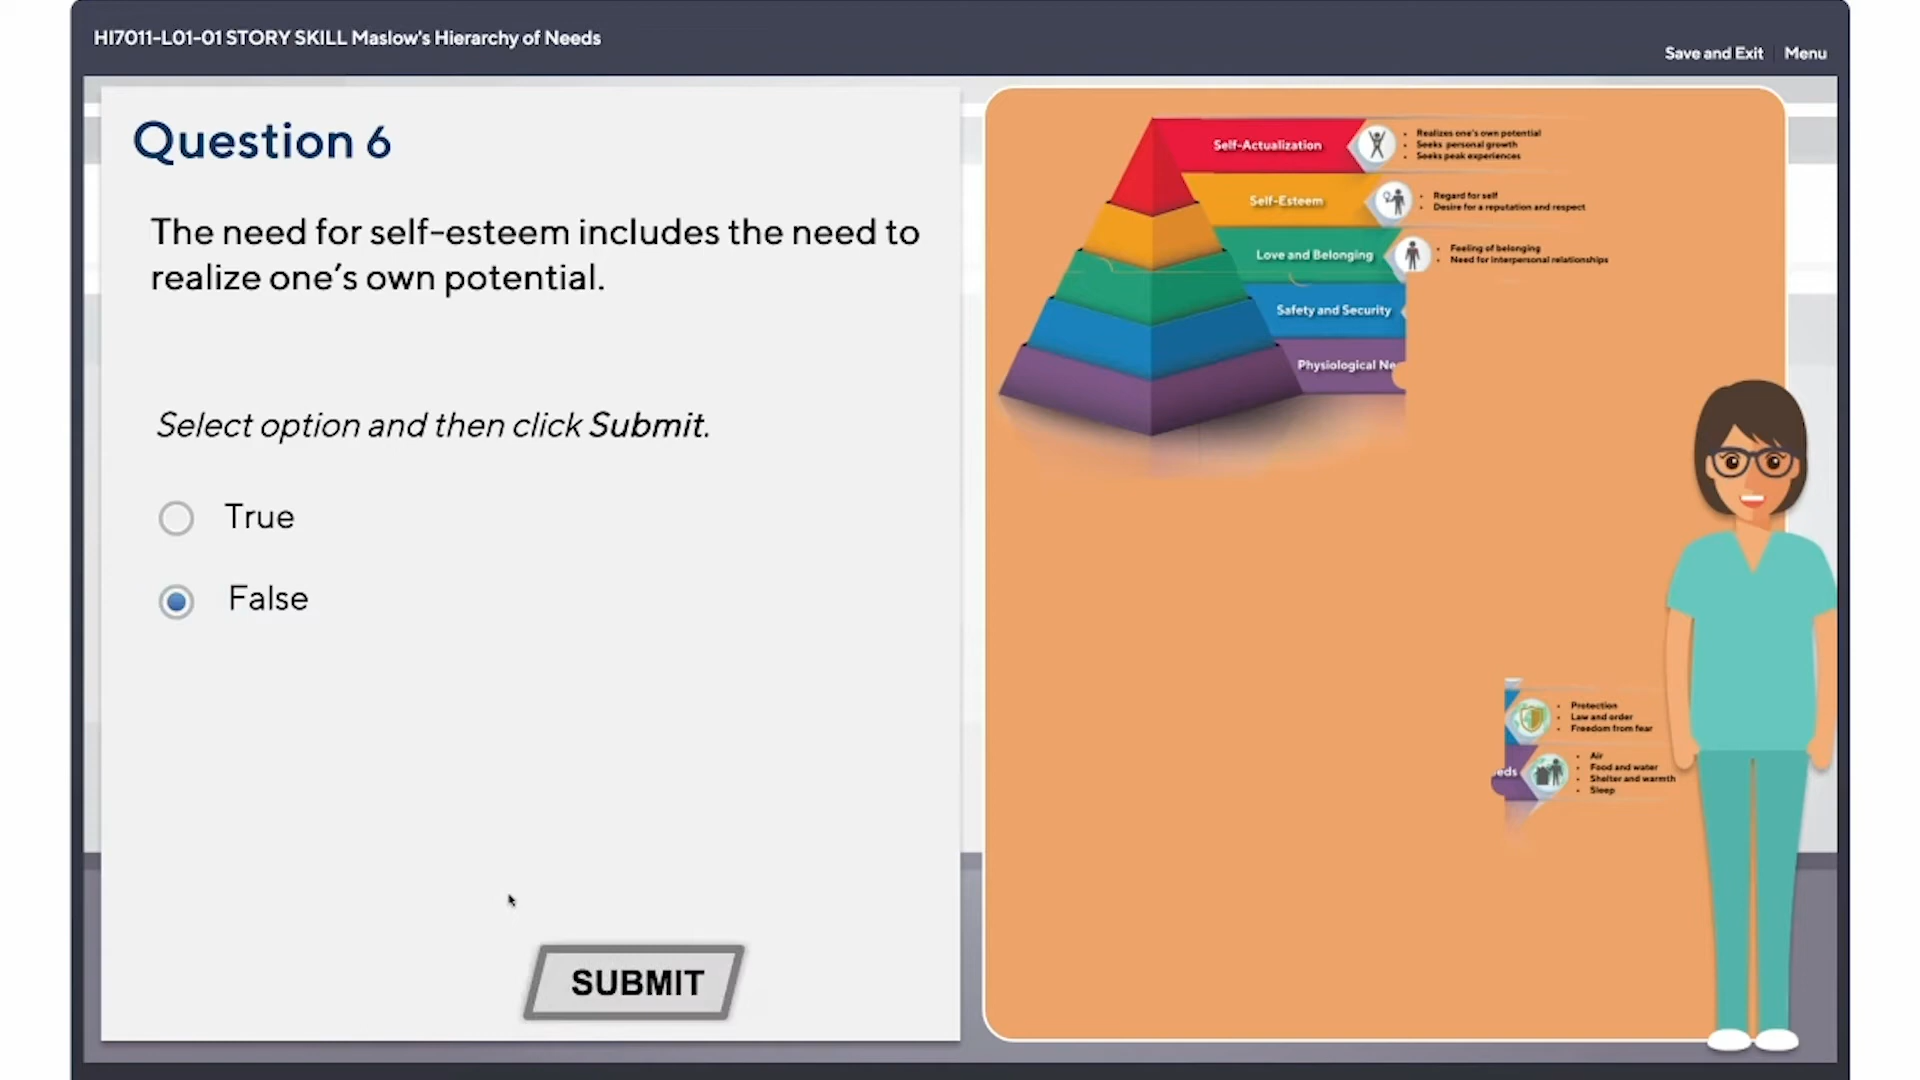 HI7011-L01-01 STORY SKILL Maslow's Hierarchy of Needs
Save and Exit
Menu
Question 6
The need for self-esteem includes the need to
realize one's own potential.
Select option and then click Submit.
True
False
SUBMIT
Self-Actualization
• Realizes one's own potential
• Seeks personal growth
• Seeks peak experiences
Self-Esteem
• Regard for self
• Desire for a reputation and respect
Love and Belonging
• Feeling of belonging
• Need for interpersonal relationships
Safety and Security
Physiological Ne
• Protection
• Law and order
• Freedom from fear
eds
• Air
• Food and water
• Shelter and warmth
• Sleep